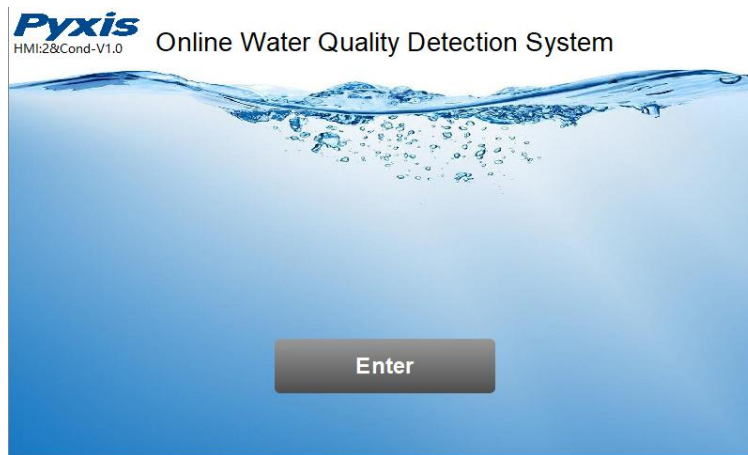 Pyxis
HMI:2&Cond-V1.0
Online Water Quality Detection System
Enter